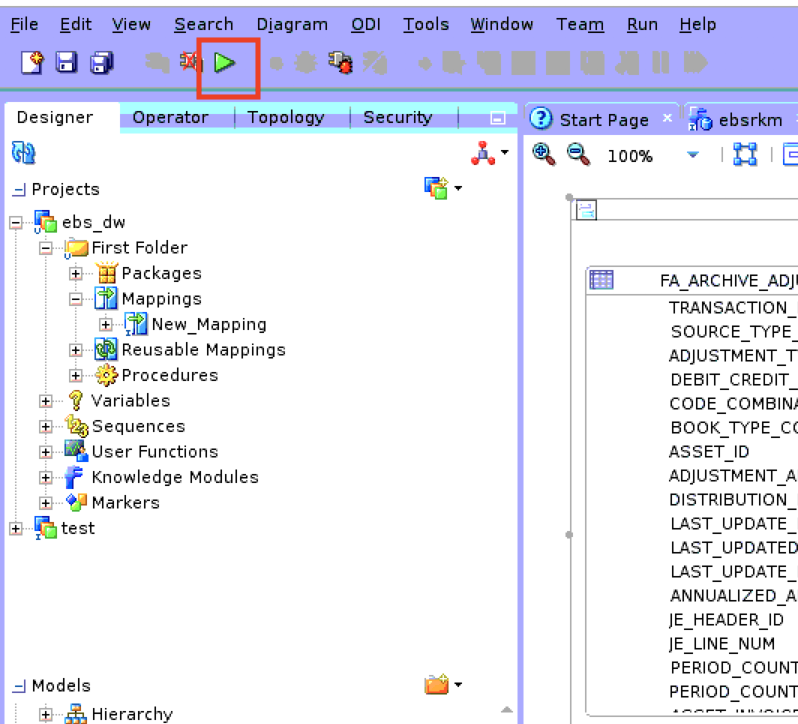 File Edit View Search Diagram ODI Tools Window Team Run Help
Designer Operator Topology Security
Start Page × ebsrkm
100%
Projects
ebs_dw
First Folder
Packages
Mappings
New_Mapping
Reusable Mappings
Procedures
Variables
Sequences
User Functions
Knowledge Modules
Markers
test
Models
Hierarchy
FA_ARCHIVE_ADJU
TRANSACTION_
SOURCE_TYPE_
ADJUSTMENT_T
DEBIT_CREDIT_
CODE_COMBINA
BOOK_TYPE_CO
ASSET_ID
ADJUSTMENT_A
DISTRIBUTION_
LAST_UPDATE_
LAST_UPDATED
LAST_UPDATE_
ANNUALIZED_A
JE_HEADER_ID
JE_LINE_NUM
PERIOD_COUNT
PERIOD_COUNT